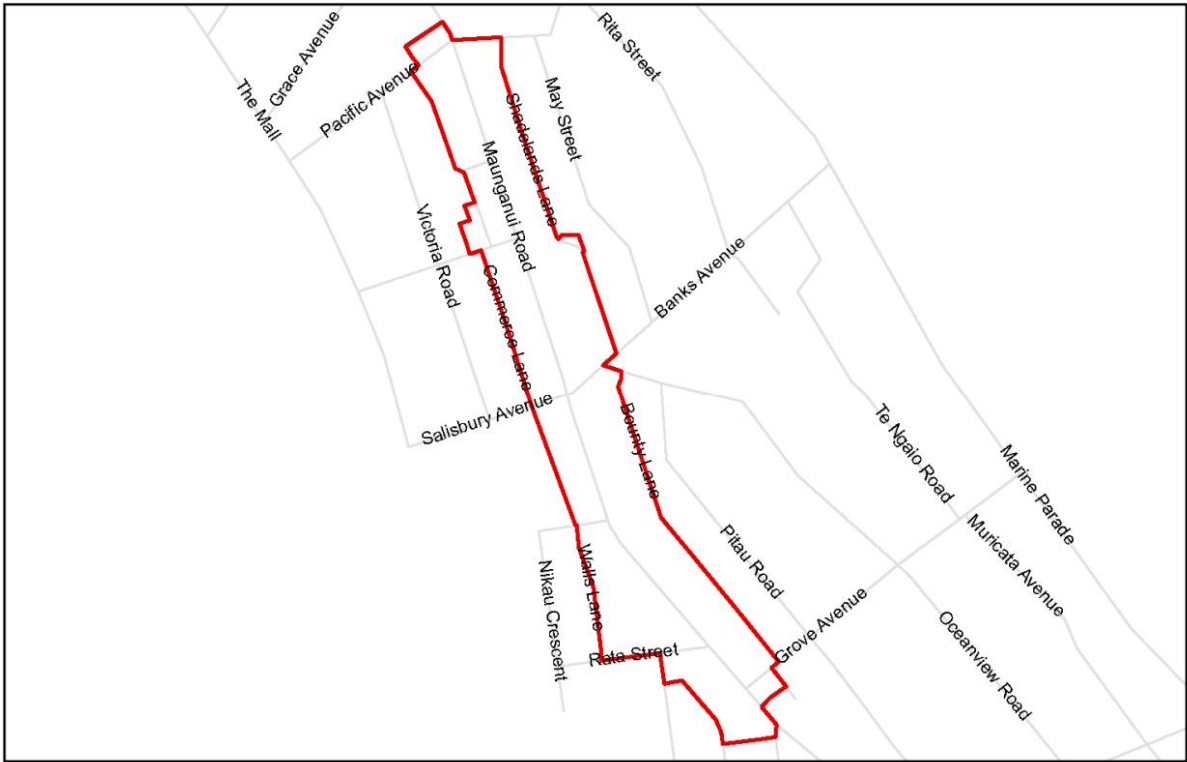 Grace Avenue
Rita Street
The Mall
Pacific Avenue
May Street
Shadelands Lane
Maunganui Road
Victoria Road
Banks Avenue
Commerce Lane
Salisbury Avenue
Bounty Lane
Te Ngaio Road
Marine Parade
Pitau Road
Muricata Avenue
Walls Lane
Nikau Crescent
Grove Avenue
Rata Street
Oceanview Road